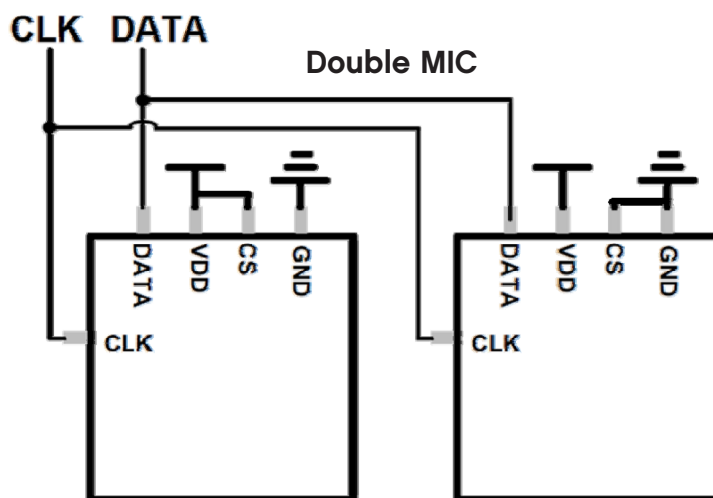 CLK DATA
Double MIC
DATA VDD CS GND
CLK
DATA VDD CS GND
CLK